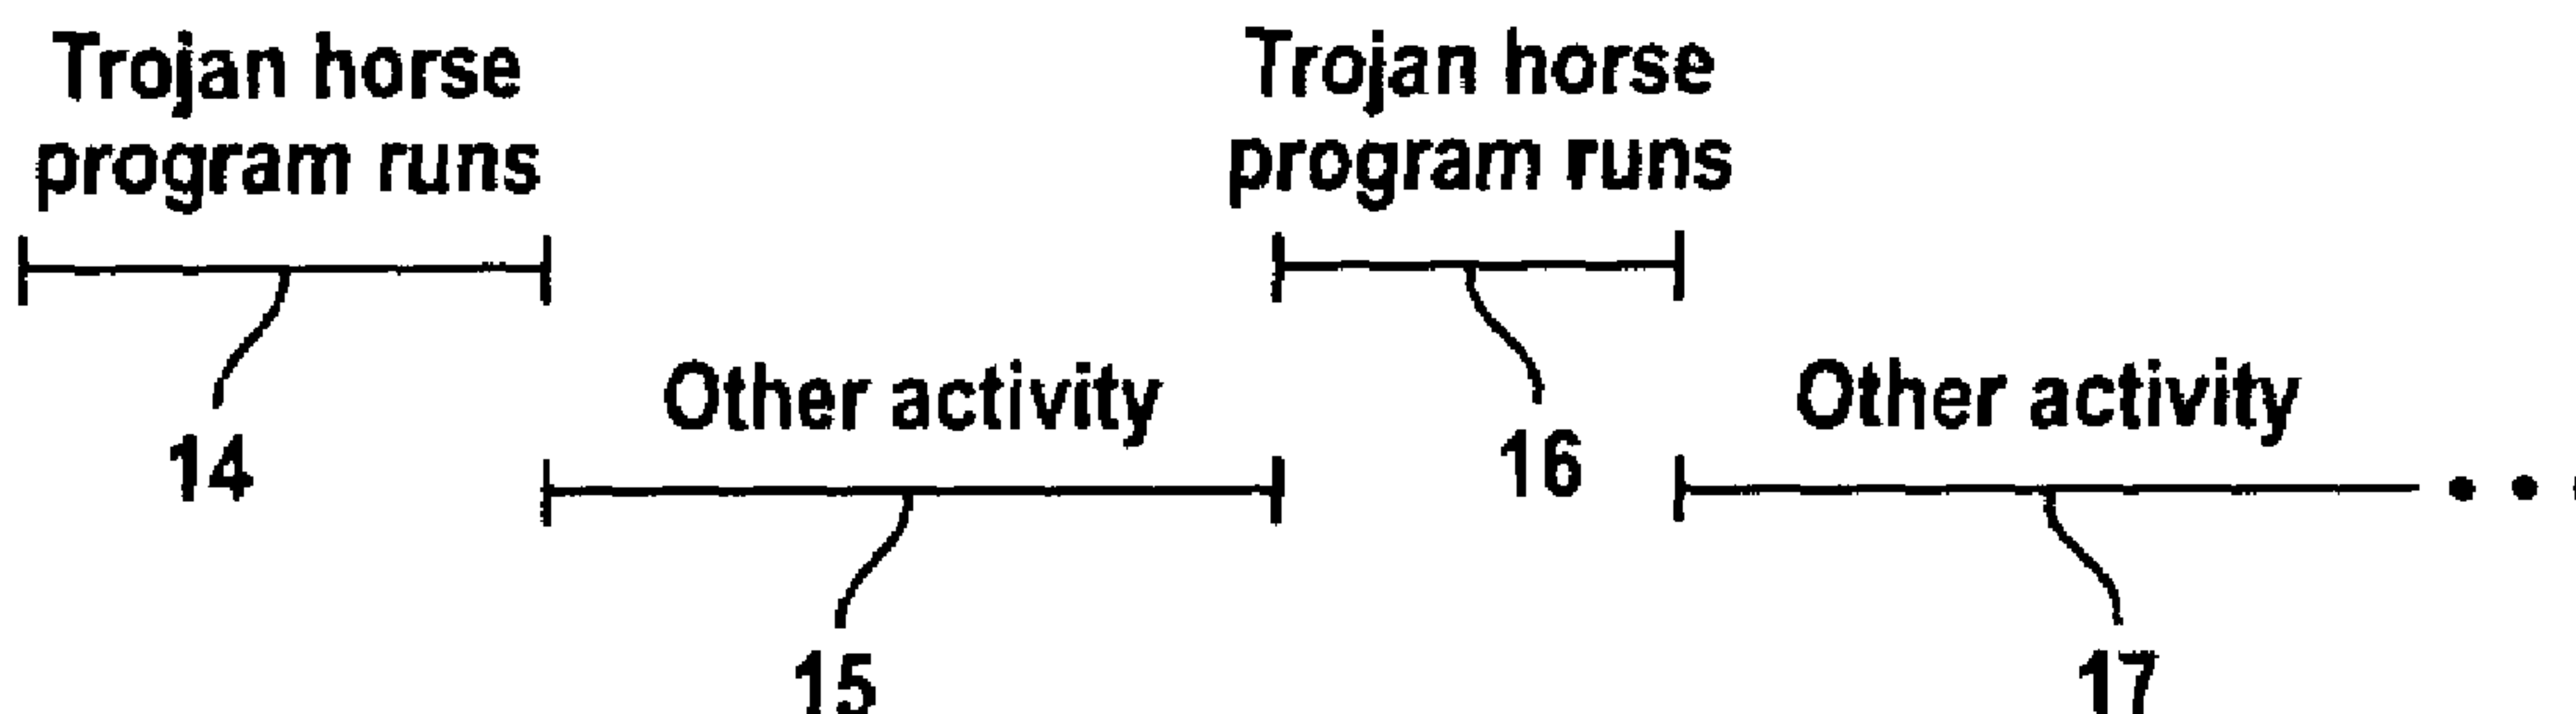 Trojan horse
program runs
Trojan horse
program runs
Other activity
Other activity
14
16
15
17